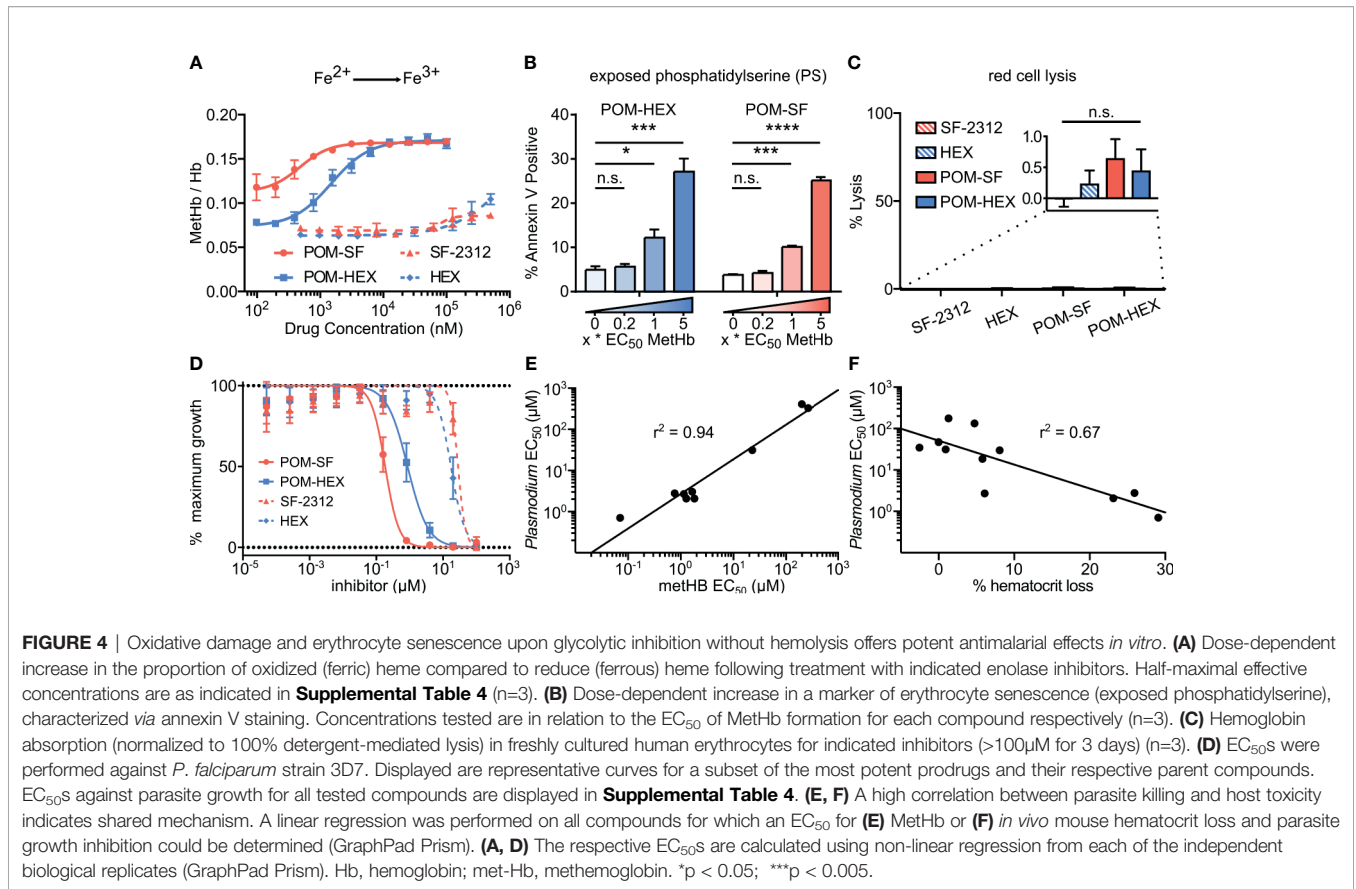 A
Fe2+ Fe3+
MetHb / Hb
0.20
0.15
0.10
0.05
0.00
POM-SF
POM-HEX
SF-2312
HEX
10^2 10^3 10^4 10^5 10^6
Drug Concentration (nM)
B
exposed phosphatidylserine (PS)
POM-HEX
POM-SF
% Annexin V Positive
40
30
20
10
0
***
*
n.s.
****
***
n.s.
0 0.2 1 5
0 0.2 1 5
x * EC50 MetHb
x * EC50 MetHb
C
red cell lysis
% Lysis
100
50
0
SF-2312
HEX
POM-SF
POM-HEX
n.s.
1.0
0.5
0.0
SF-2312 HEX POM-SF POM-HEX
D
% maximum growth
100
50
0
POM-SF
POM-HEX
SF-2312
HEX
10^-5 10^-3 10^-1 10^1 10^3
inhibitor (µM)
E
Plasmodium EC50 (µM)
10^3
10^2
10^1
10^0
r2 = 0.94
10^-1 10^0 10^1 10^2 10^3
metHB EC50 (µM)
F
Plasmodium EC50 (µM)
10^3
10^2
10^1
10^0
r2 = 0.67
0 10 20 30
% hematocrit loss
FIGURE 4 | Oxidative damage and erythrocyte senescence upon glycolytic inhibition without hemolysis offers potent antimalarial effects in vitro. (A) Dose-dependent
increase in the proportion of oxidized (ferric) heme compared to reduce (ferrous) heme following treatment with indicated enolase inhibitors. Half-maximal effective
concentrations are as indicated in Supplemental Table 4 (n=3). (B) Dose-dependent increase in a marker of erythrocyte senescence (exposed phosphatidylserine),
characterized via annexin V staining. Concentrations tested are in relation to the EC50 of MetHb formation for each compound respectively (n=3). (C) Hemoglobin
absorption (normalized to 100% detergent-mediated lysis) in freshly cultured human erythrocytes for indicated inhibitors (>100µM for 3 days) (n=3). (D) EC50s were
performed against P. falciparum strain 3D7. Displayed are representative curves for a subset of the most potent prodrugs and their respective parent compounds.
EC50s against parasite growth for all tested compounds are displayed in Supplemental Table 4. (E, F) A high correlation between parasite killing and host toxicity
indicates shared mechanism. A linear regression was performed on all compounds for which an EC50 for (E) MetHb or (F) in vivo mouse hematocrit loss and parasite
growth inhibition could be determined (GraphPad Prism). (A, D) The respective EC50s are calculated using non-linear regression from each of the independent
biological replicates (GraphPad Prism). Hb, hemoglobin; met-Hb, methemoglobin. *p < 0.05; ***p < 0.005.